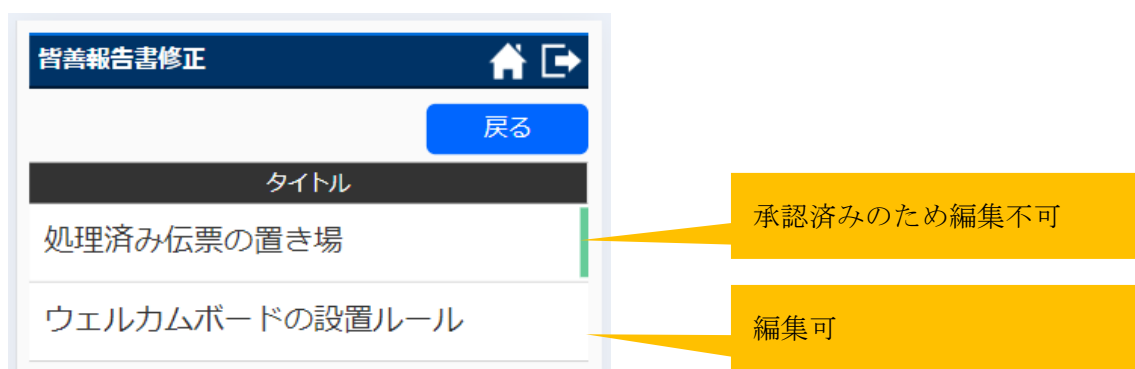 皆善報告書修正
戻る
タイトル
処理済み伝票の置き場
承認済みのため編集不可
ウェルカムボードの設置ルール
編集可